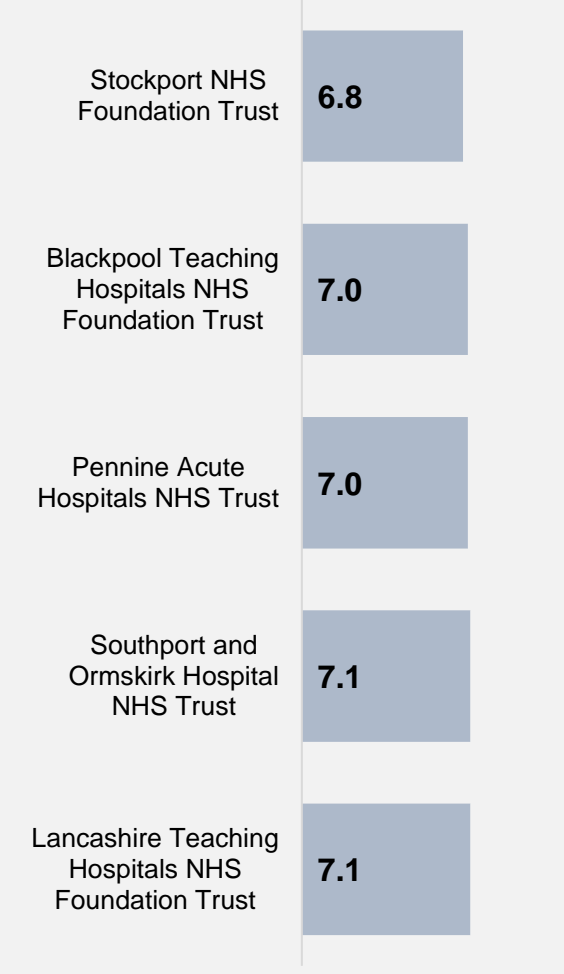 Stockport NHS
Foundation Trust
6.8
Blackpool Teaching
Hospitals NHS
Foundation Trust
7.0
Pennine Acute
Hospitals NHS Trust
7.0
Southport and
Ormskirk Hospital
NHS Trust
7.1
Lancashire Teaching
Hospitals NHS
Foundation Trust
7.1